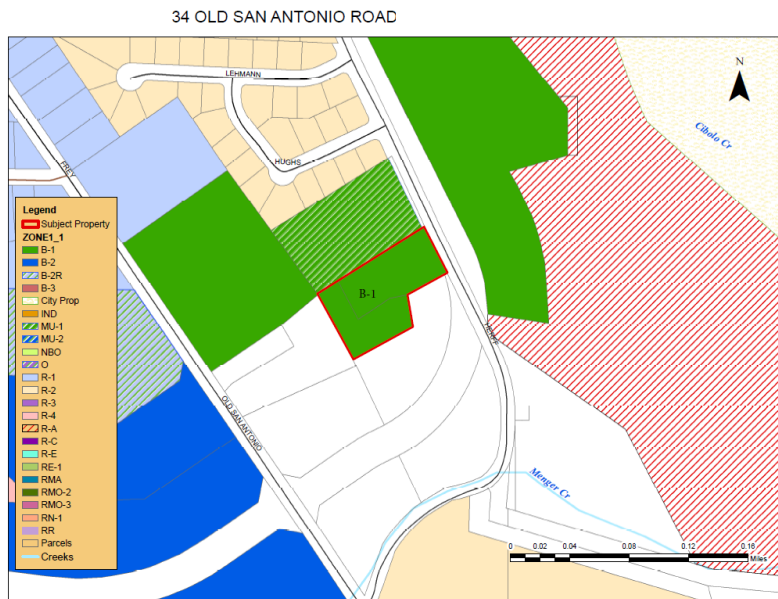 34 OLD SAN ANTONIO ROAD
LEHMANN
N
Cibolo Cr
HUGHS
FREY
Legend
Subject Property
ZONE1_1
B-1
B-2
B-2R
B-3
City Prop
IND
MU-1
MU-2
NBO
O
R-1
R-2
R-3
R-4
R-A
R-C
R-E
RE-1
RMA
RMO-2
RMO-3
RN-1
RR
Parcels
Creeks
B-1
HERFF
OLD SAN ANTONIO
Menger Cr
0 0.02 0.04 0.08 0.12 0.16
Miles